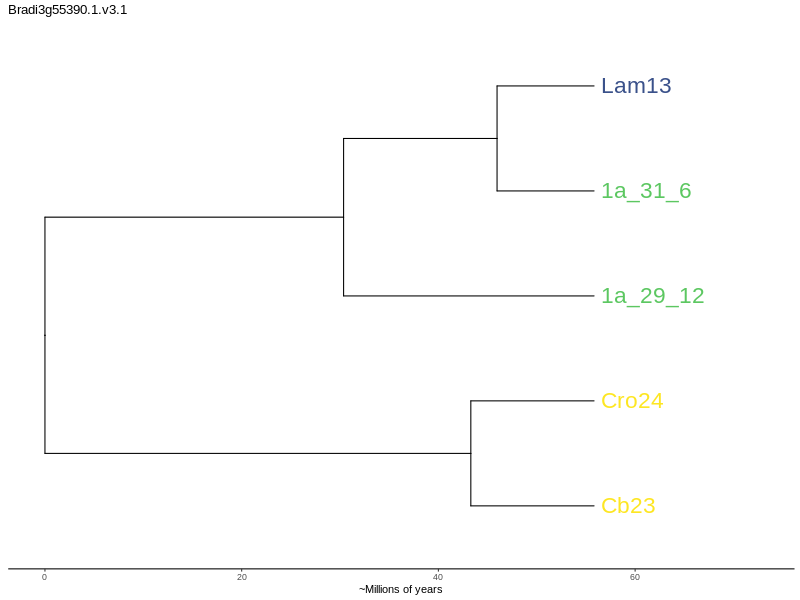 Bradi3g55390.1.v3.1
Lam13
1a_31_6
1a_29_12
Cro24
Cb23
0 20 40 60
~Millions of years